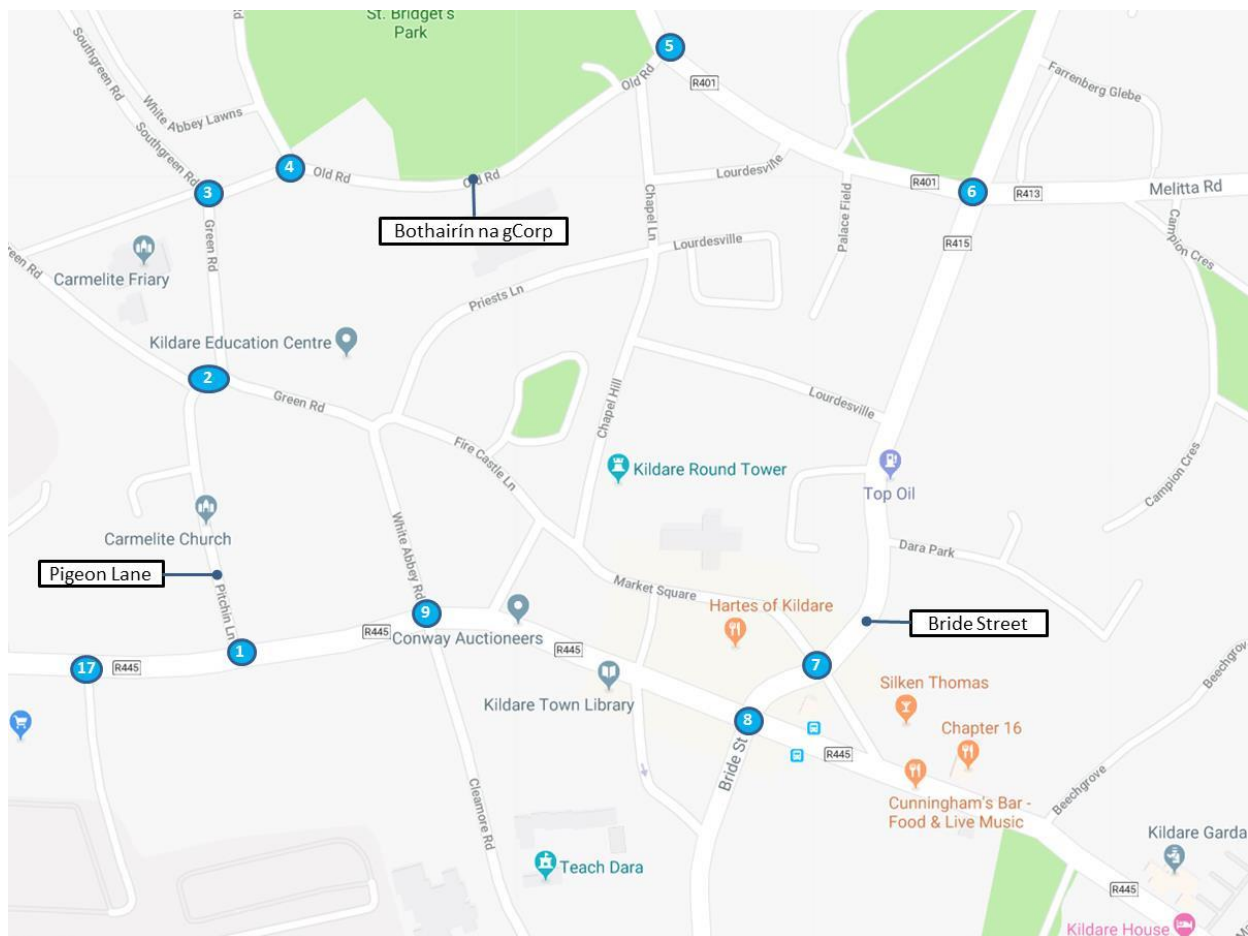 St. Bridget's
Park
Rd
Southgreen Rd
White Abbey Lawns
Southgreen Rd
5
Old Rd
R401
Farrenberg Glebe
4
3
Old Rd
Old Rd
Lourdesville
R401
6
R413
Melitta Rd
Bothairín na gCorp
Green Rd
Chapel Ln
Palace Field
Campion Cres
Lourdesville
R415
Carmelite Friary
Green Rd
Priests Ln
Kildare Education Centre
2
Green Rd
Chapel Hill
Lourdesville
Fire Castle Ln
Kildare Round Tower
Top Oil
Campion Cres
Carmelite Church
White Abbey Rd
Dara Park
Pigeon Lane
Pitchin Ln
Market Square
Hartes of Kildare
Bride Street
9
R445
Conway Auctioneers
R445
1
17
R445
7
Beechgrove
Silken Thomas
Kildare Town Library
8
Chapter 16
R445
Bride St
Cleamore Rd
Cunningham's Bar -
Food & Live Music
Beechgrove
Kildare Garda
Teach Dara
R445
Kildare House